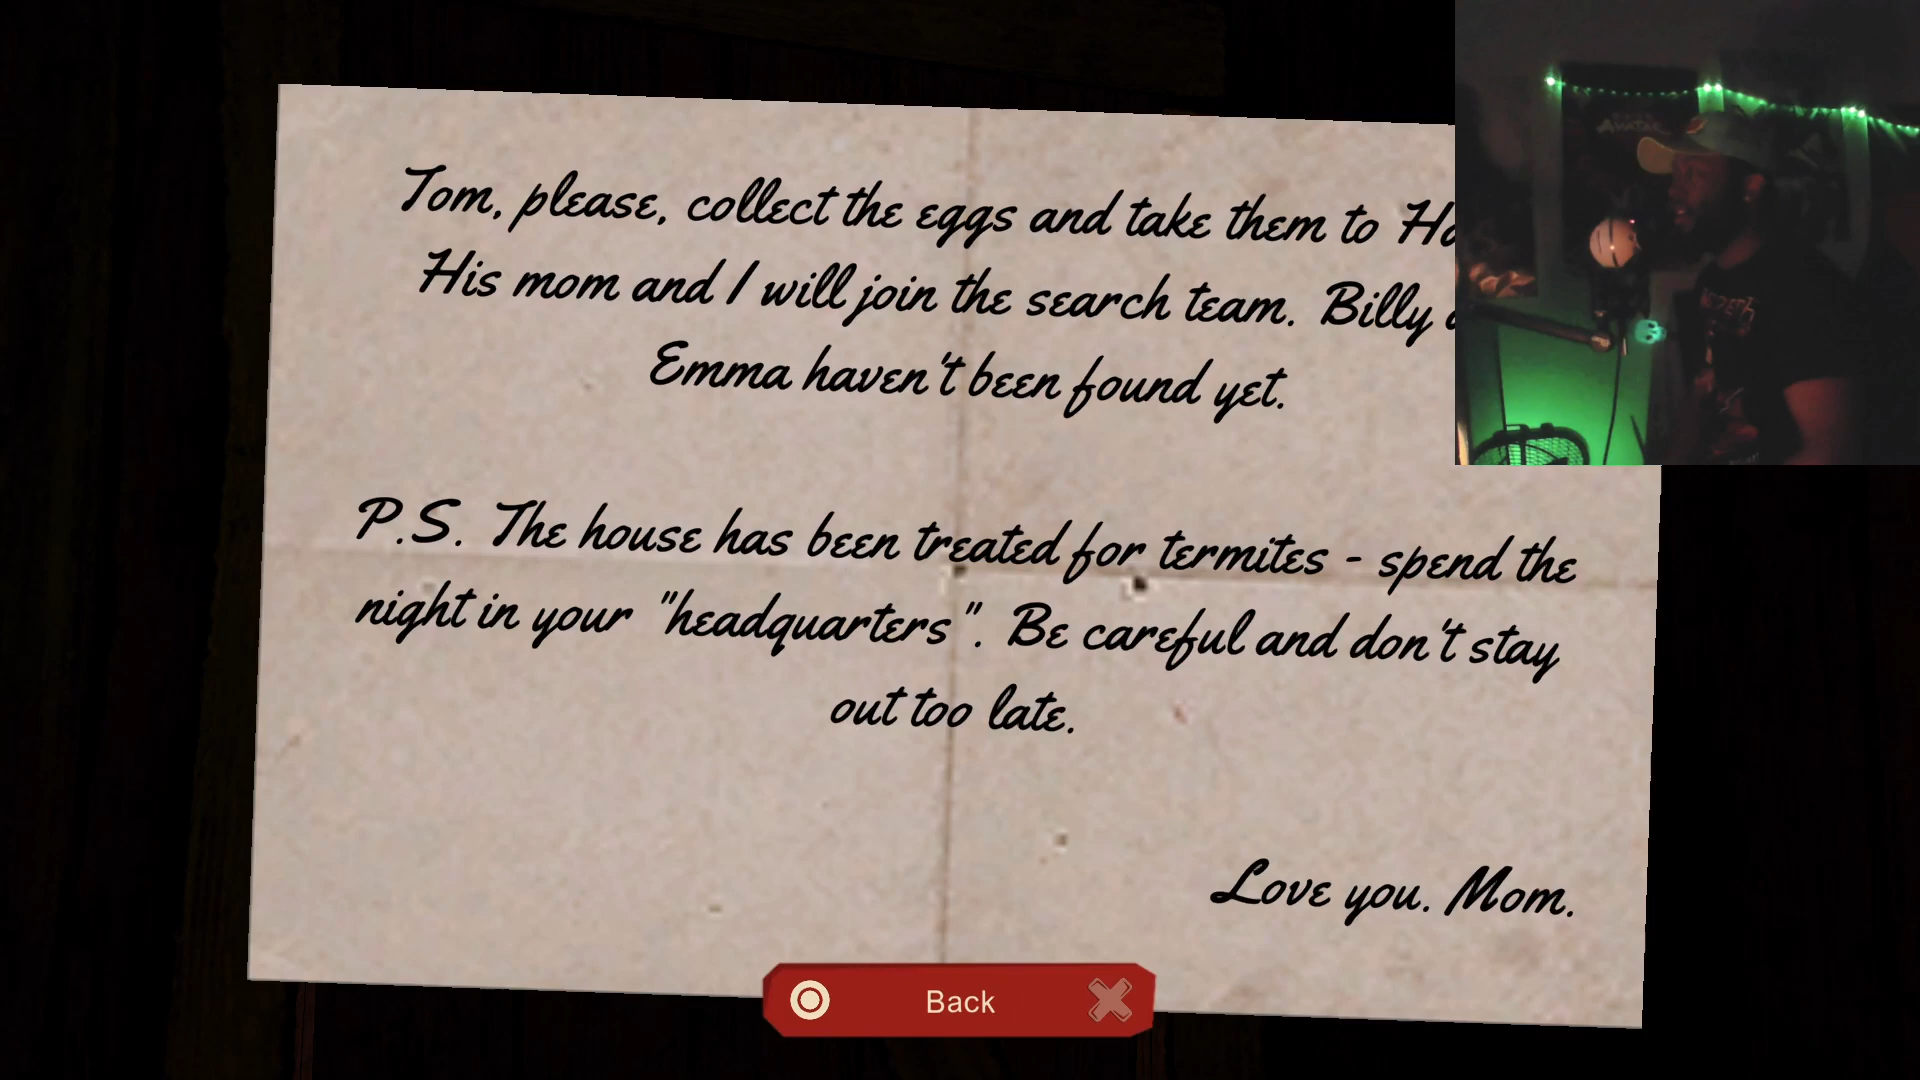 Tom, please, collect the eggs and take them to
His mom and I will join the search team. Billy
Emma haven't been found yet.
P.S. The house has been treated for termites - spend the
night in your "headquarters". Be careful and don't stay
out too late.
Love you. Mom.
Back